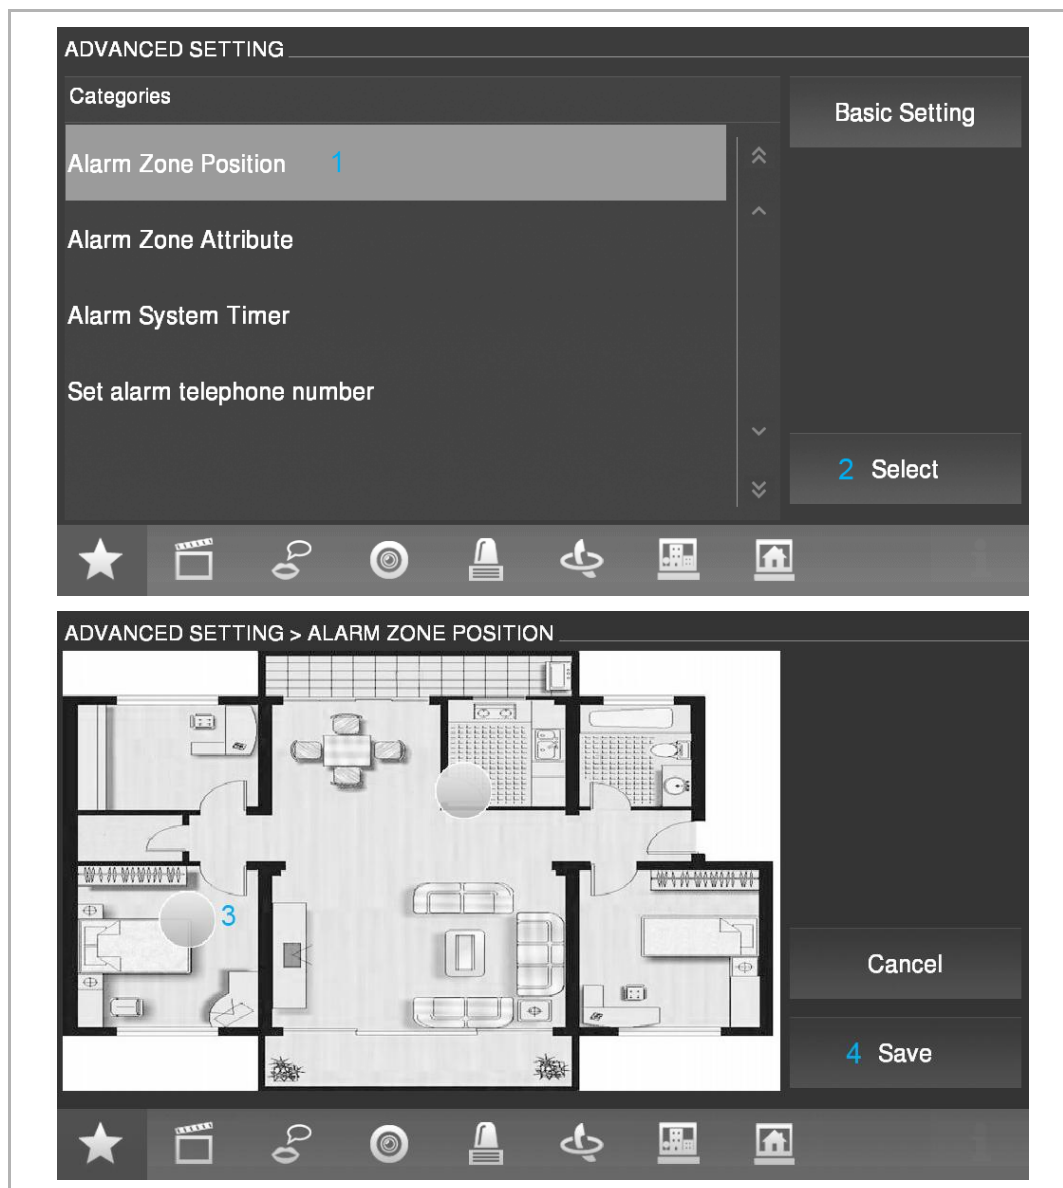 ADVANCED SETTING
Categories
Basic Setting
Alarm Zone Position 1
Alarm Zone Attribute
Alarm System Timer
Set alarm telephone number
2 Select
ADVANCED SETTING > ALARM ZONE POSITION
3
Cancel
4 Save